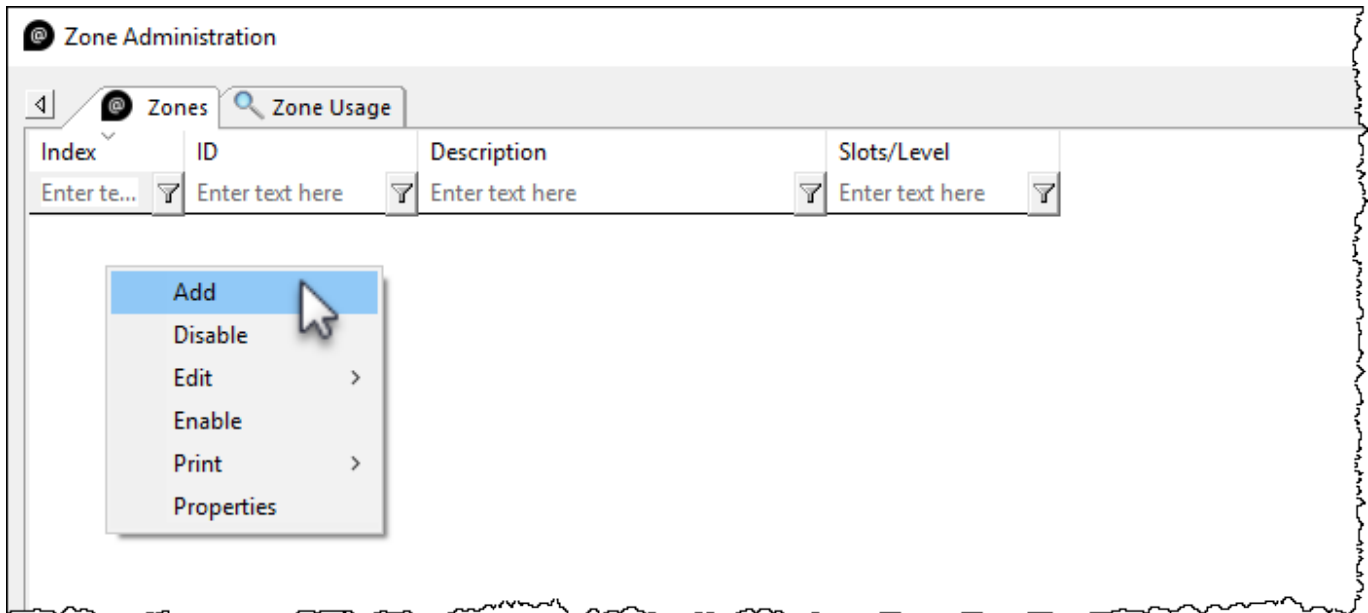 Zone Administration
Zones Zone Usage
Index ID Description Slots/Level
Enter te... Enter text here Enter text here Enter text here
Add
Disable
Edit >
Enable
Print >
Properties